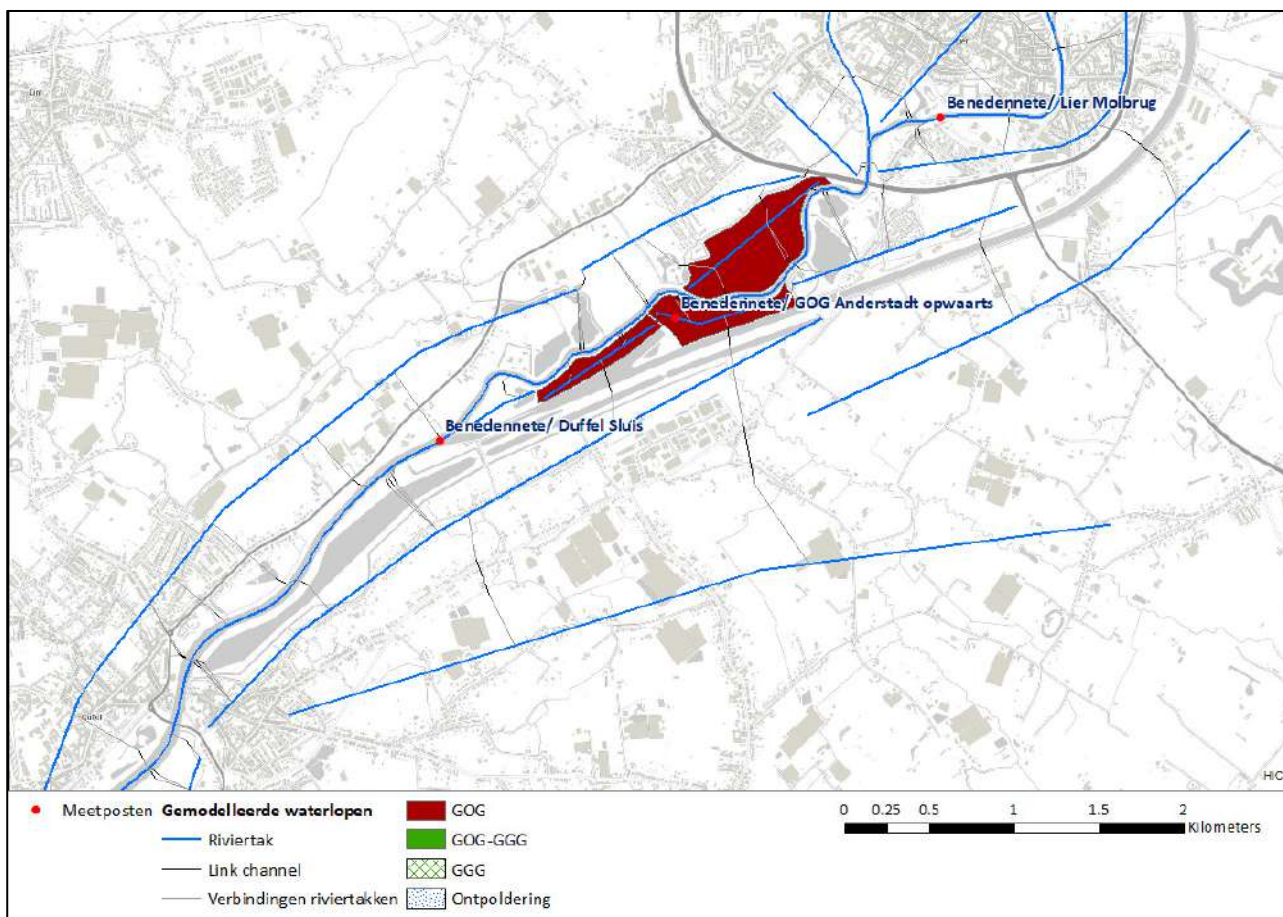 Benedennete/ Lier Molbrug
Benedennete/ GOG Anderstadt opwaarts
Benedennete/ Duffel Sluis
HIC
Meetposten Gemodelleerde waterlopen GOG
Riviertak GOG-GGG
Link channel GGG
Verbindingen riviertakken Ontpoldering
0 0.25 0.5 1 1.5 2
Kilometers